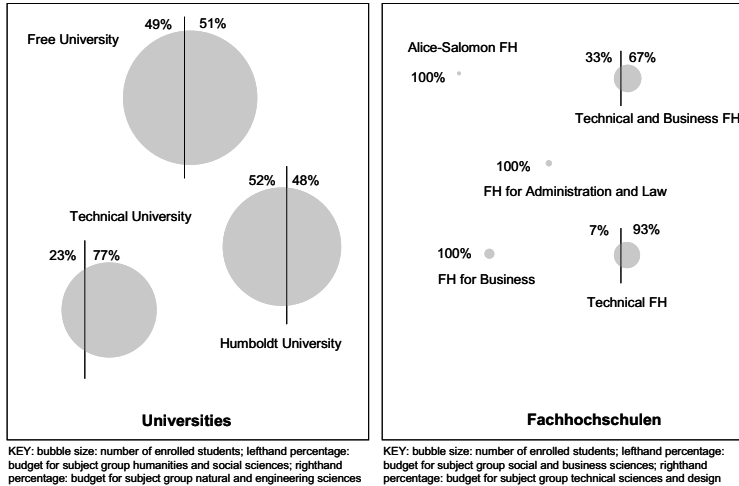 49% 51%
Free University
52% 48%
Technical University
23% 77%
Humboldt University
Universities
KEY: bubble size: number of enrolled students; lefthand percentage:
budget for subject group humanities and social sciences; righthand
percentage: budget for subject group natural and engineering sciences
Alice-Salomon FH
100%
33% 67%
Technical and Business FH
100%
FH for Administration and Law
7% 93%
100%
FH for Business
Technical FH
Fachhochschulen
KEY: bubble size: number of enrolled students; lefthand percentage:
budget for subject group social and business sciences; righthand
percentage: budget for subject group technical sciences and design